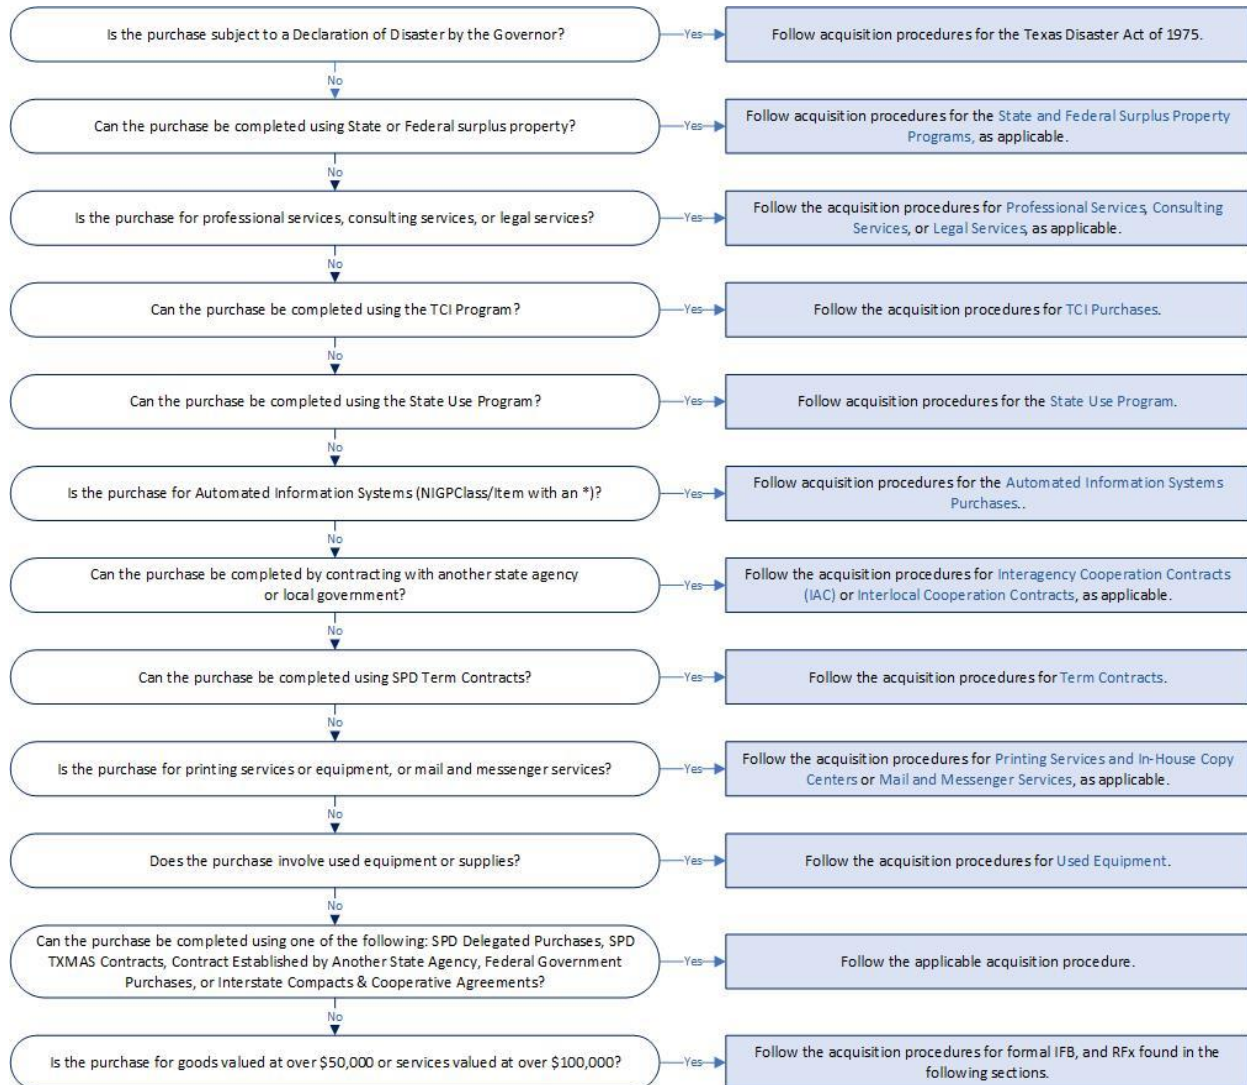 Is the purchase subject to a Declaration of Disaster by the Governor?
Yes
Follow acquisition procedures for the Texas Disaster Act of 1975.
No
Can the purchase be completed using State or Federal surplus property?
Yes
Follow acquisition procedures for the State and Federal Surplus Property
Programs, as applicable.
No
Is the purchase for professional services, consulting services, or legal services?
Yes
Follow the acquisition procedures for Professional Services, Consulting
Services, or Legal Services, as applicable.
No
Can the purchase be completed using the TCI Program?
Yes
Follow the acquisition procedures for TCI Purchases.
No
Can the purchase be completed using the State Use Program?
Yes
Follow acquisition procedures for the State Use Program.
No
Is the purchase for Automated Information Systems (NIGPClass/Item with an *)?
Yes
Follow acquisition procedures for the Automated Information Systems
Purchases..
No
Can the purchase be completed by contracting with another state agency
or local government?
Yes
Follow the acquisition procedures for Interagency Cooperation Contracts
(IAC) or Interlocal Cooperation Contracts, as applicable.
No
Can the purchase be completed using SPD Term Contracts?
Yes
Follow the acquisition procedures for Term Contracts.
No
Is the purchase for printing services or equipment, or mail and messenger services?
Yes
Follow the acquisition procedures for Printing Services and In-House Copy
Centers or Mail and Messenger Services, as applicable.
No
Does the purchase involve used equipment or supplies?
Yes
Follow the acquisition procedures for Used Equipment.
No
Can the purchase be completed using one of the following: SPD Delegated Purchases, SPD
TXMAS Contracts, Contract Established by Another State Agency, Federal Government
Purchases, or Interstate Compacts & Cooperative Agreements?
Yes
Follow the applicable acquisition procedure.
No
Is the purchase for goods valued at over $50,000 or services valued at over $100,000?
Yes
Follow the acquisition procedures for formal IFB, and RFx found in the
following sections.